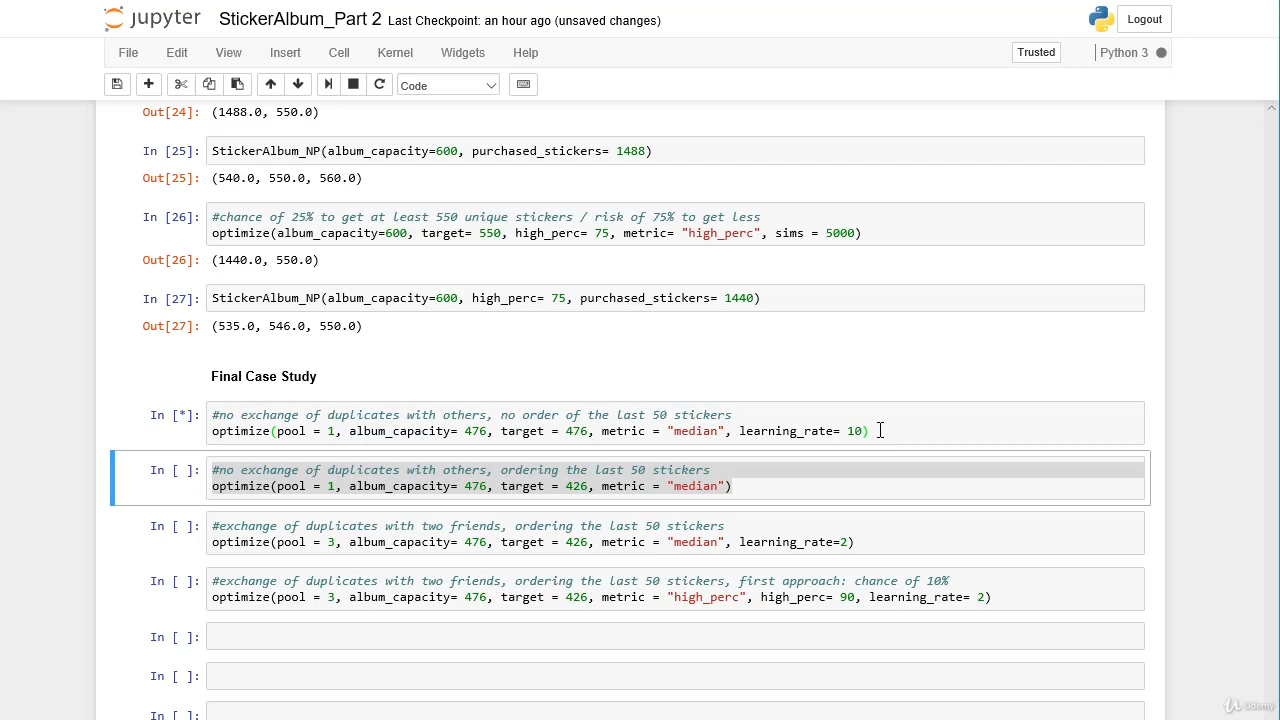 jupyter StickerAlbum_Part 2 Last Checkpoint: an hour ago (unsaved changes) Logout
File Edit View Insert Cell Kernel Widgets Help Trusted Python 3
Code
Out[24]: (1488.0, 550.0)
In [25]: StickerAlbum_NP(album_capacity=600, purchased_stickers= 1488)
Out[25]: (540.0, 550.0, 560.0)
In [26]: #chance of 25% to get at least 550 unique stickers / risk of 75% to get less
optimize(album_capacity=600, target= 550, high_perc= 75, metric= "high_perc", sims = 5000)
Out[26]: (1440.0, 550.0)
In [27]: StickerAlbum_NP(album_capacity=600, high_perc= 75, purchased_stickers= 1440)
Out[27]: (535.0, 546.0, 550.0)
Final Case Study
In [*]: #no exchange of duplicates with others, no order of the last 50 stickers
optimize(pool = 1, album_capacity= 476, target = 476, metric = "median", learning_rate= 10)
In [ ]: #no exchange of duplicates with others, ordering the last 50 stickers
optimize(pool = 1, album_capacity= 476, target = 426, metric = "median")
In [ ]: #exchange of duplicates with two friends, ordering the last 50 stickers
optimize(pool = 3, album_capacity= 476, target = 426, metric = "median", learning_rate=2)
In [ ]: #exchange of duplicates with two friends, ordering the last 50 stickers, first approach: chance of 10%
optimize(pool = 3, album_capacity= 476, target = 426, metric = "high_perc", high_perc= 90, learning_rate= 2)
In [ ]:
In [ ]:
In [ ]:
Udemy